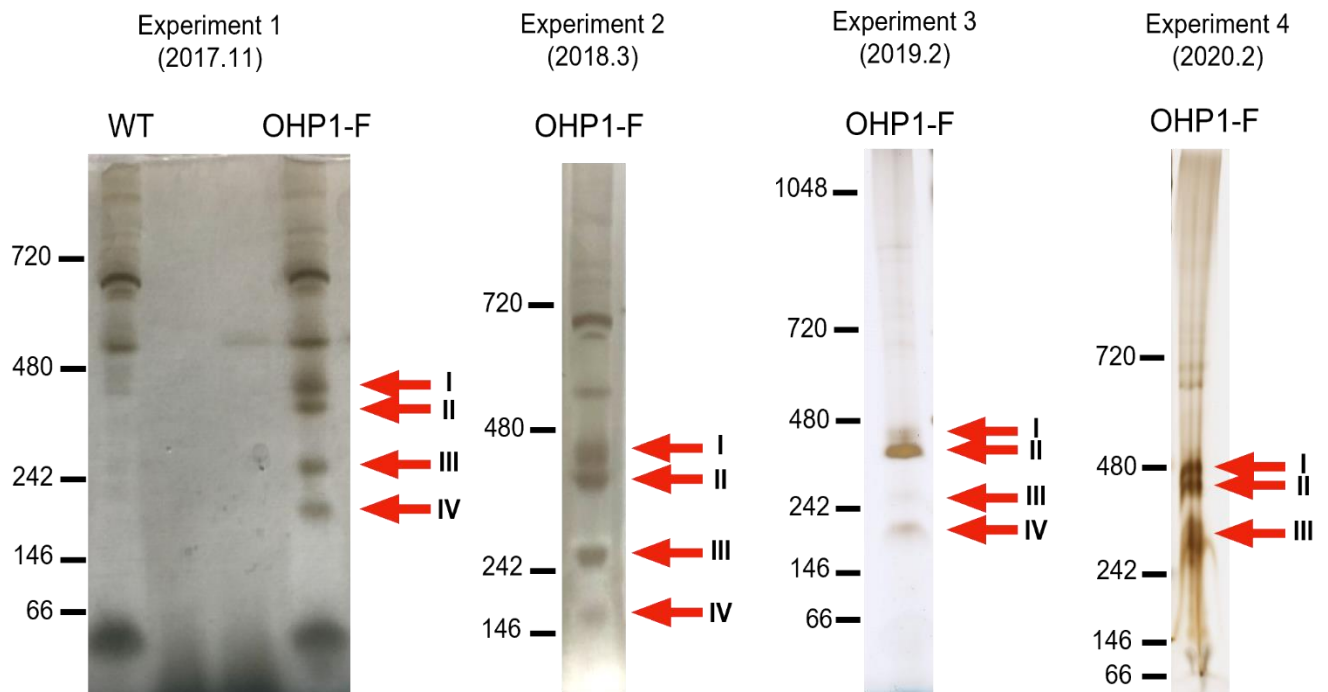 Experiment 1
(2017.11)
WT
OHP1-F
720
480
242
146
66
I
II
III
IV
Experiment 2
(2018.3)
OHP1-F
720
480
242
146
I
II
III
IV
Experiment 3
(2019.2)
OHP1-F
1048
720
480
242
146
66
I
II
III
IV
Experiment 4
(2020.2)
OHP1-F
720
480
242
146
66
I
II
III